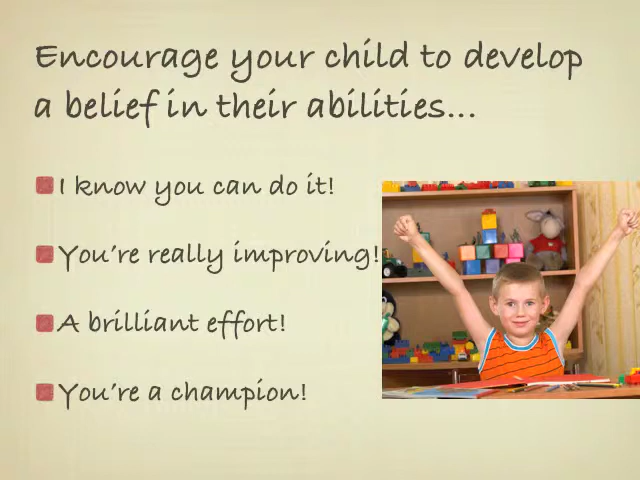 Encourage your child to develop
a belief in their abilities...
I know you can do it!
You're really improving!
A brilliant effort!
You're a champion!